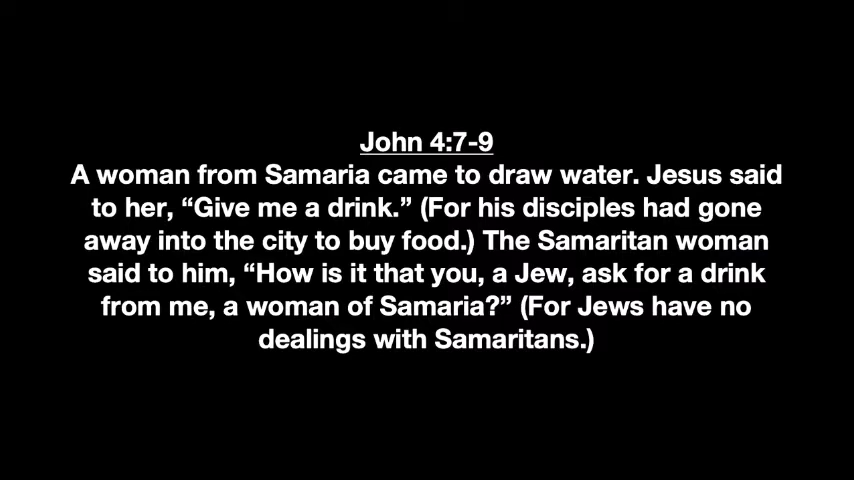 John 4:7-9
A woman from Samaria came to draw water. Jesus said
to her, “Give me a drink.” (For his disciples had gone
away into the city to buy food.) The Samaritan woman
said to him, “How is it that you, a Jew, ask for a drink
from me, a woman of Samaria?” (For Jews have no
dealings with Samaritans.)